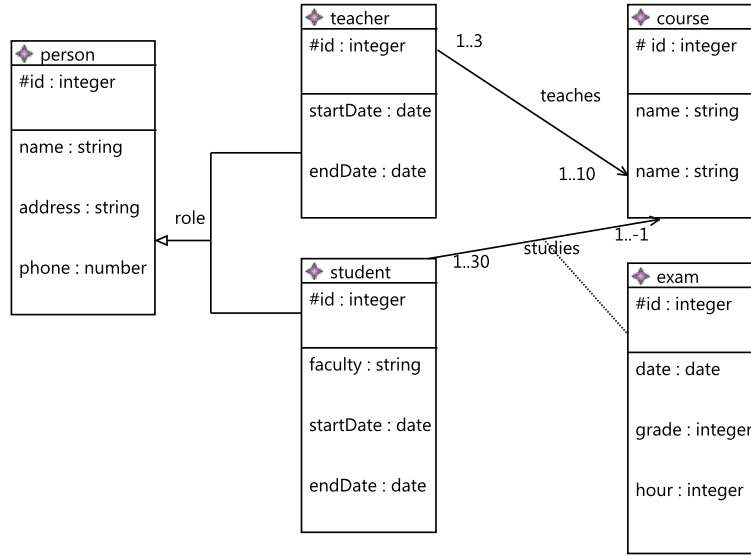 person
#id : integer
name : string
address : string
phone : number
role
teacher
#id : integer
startDate : date
endDate : date
1..3
teaches
1..10
course
# id : integer
name : string
name : string
student
#id : integer
faculty : string
startDate : date
endDate : date
1..30
studies
1..-1
exam
#id : integer
date : date
grade : integer
hour : integer